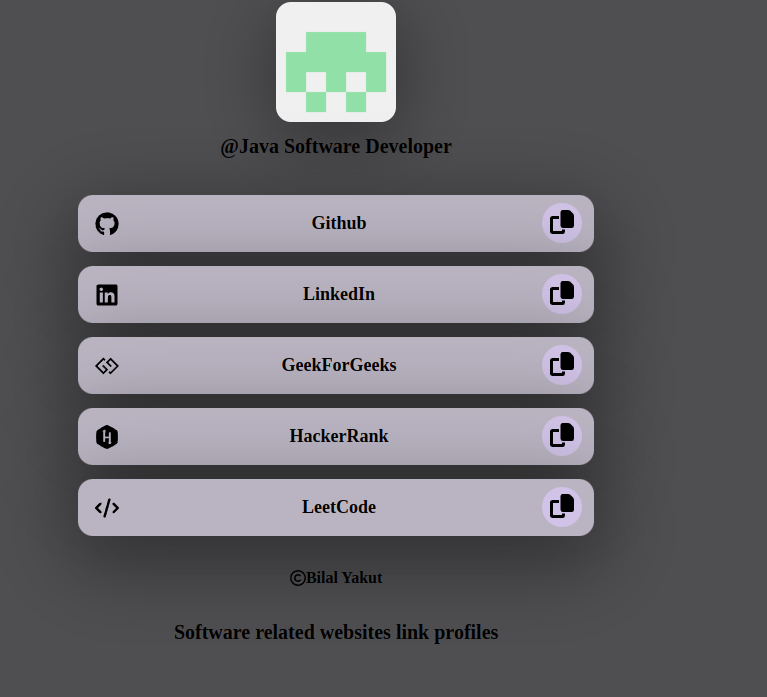 @Java Software Developer
Github
LinkedIn
GeekForGeeks
HackerRank
LeetCode
©Bilal Yakut
Software related websites link profiles